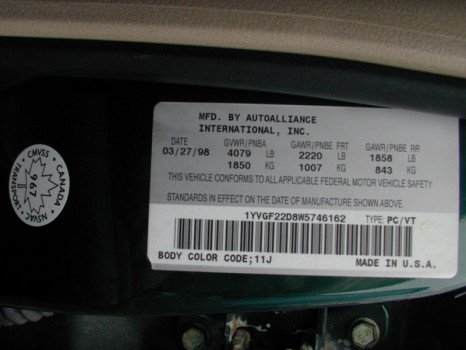 MFD. BY AUTOALLIANCE
INTERNATIONAL, INC.
DATE GVWR/PNBA GAWR/PNBE FRT GAWR/PNBE RR
03/27/98 4079 LB 2220 LB 1858 LB
1850 KG 1007 KG 843 KG
THIS VEHICLE CONFORMS TO ALL APPLICABLE FEDERAL MOTOR VEHICLE SAFETY
STANDARDS IN EFFECT ON THE DATE OF MANUFACTURE SHOWN ABOVE.
1YVGF22D8W5746162 TYPE: PC/VT
BODY COLOR CODE;11J MADE IN U.S.A.
CANADA
CMVSS
967
NSVAC
TRANSPORT